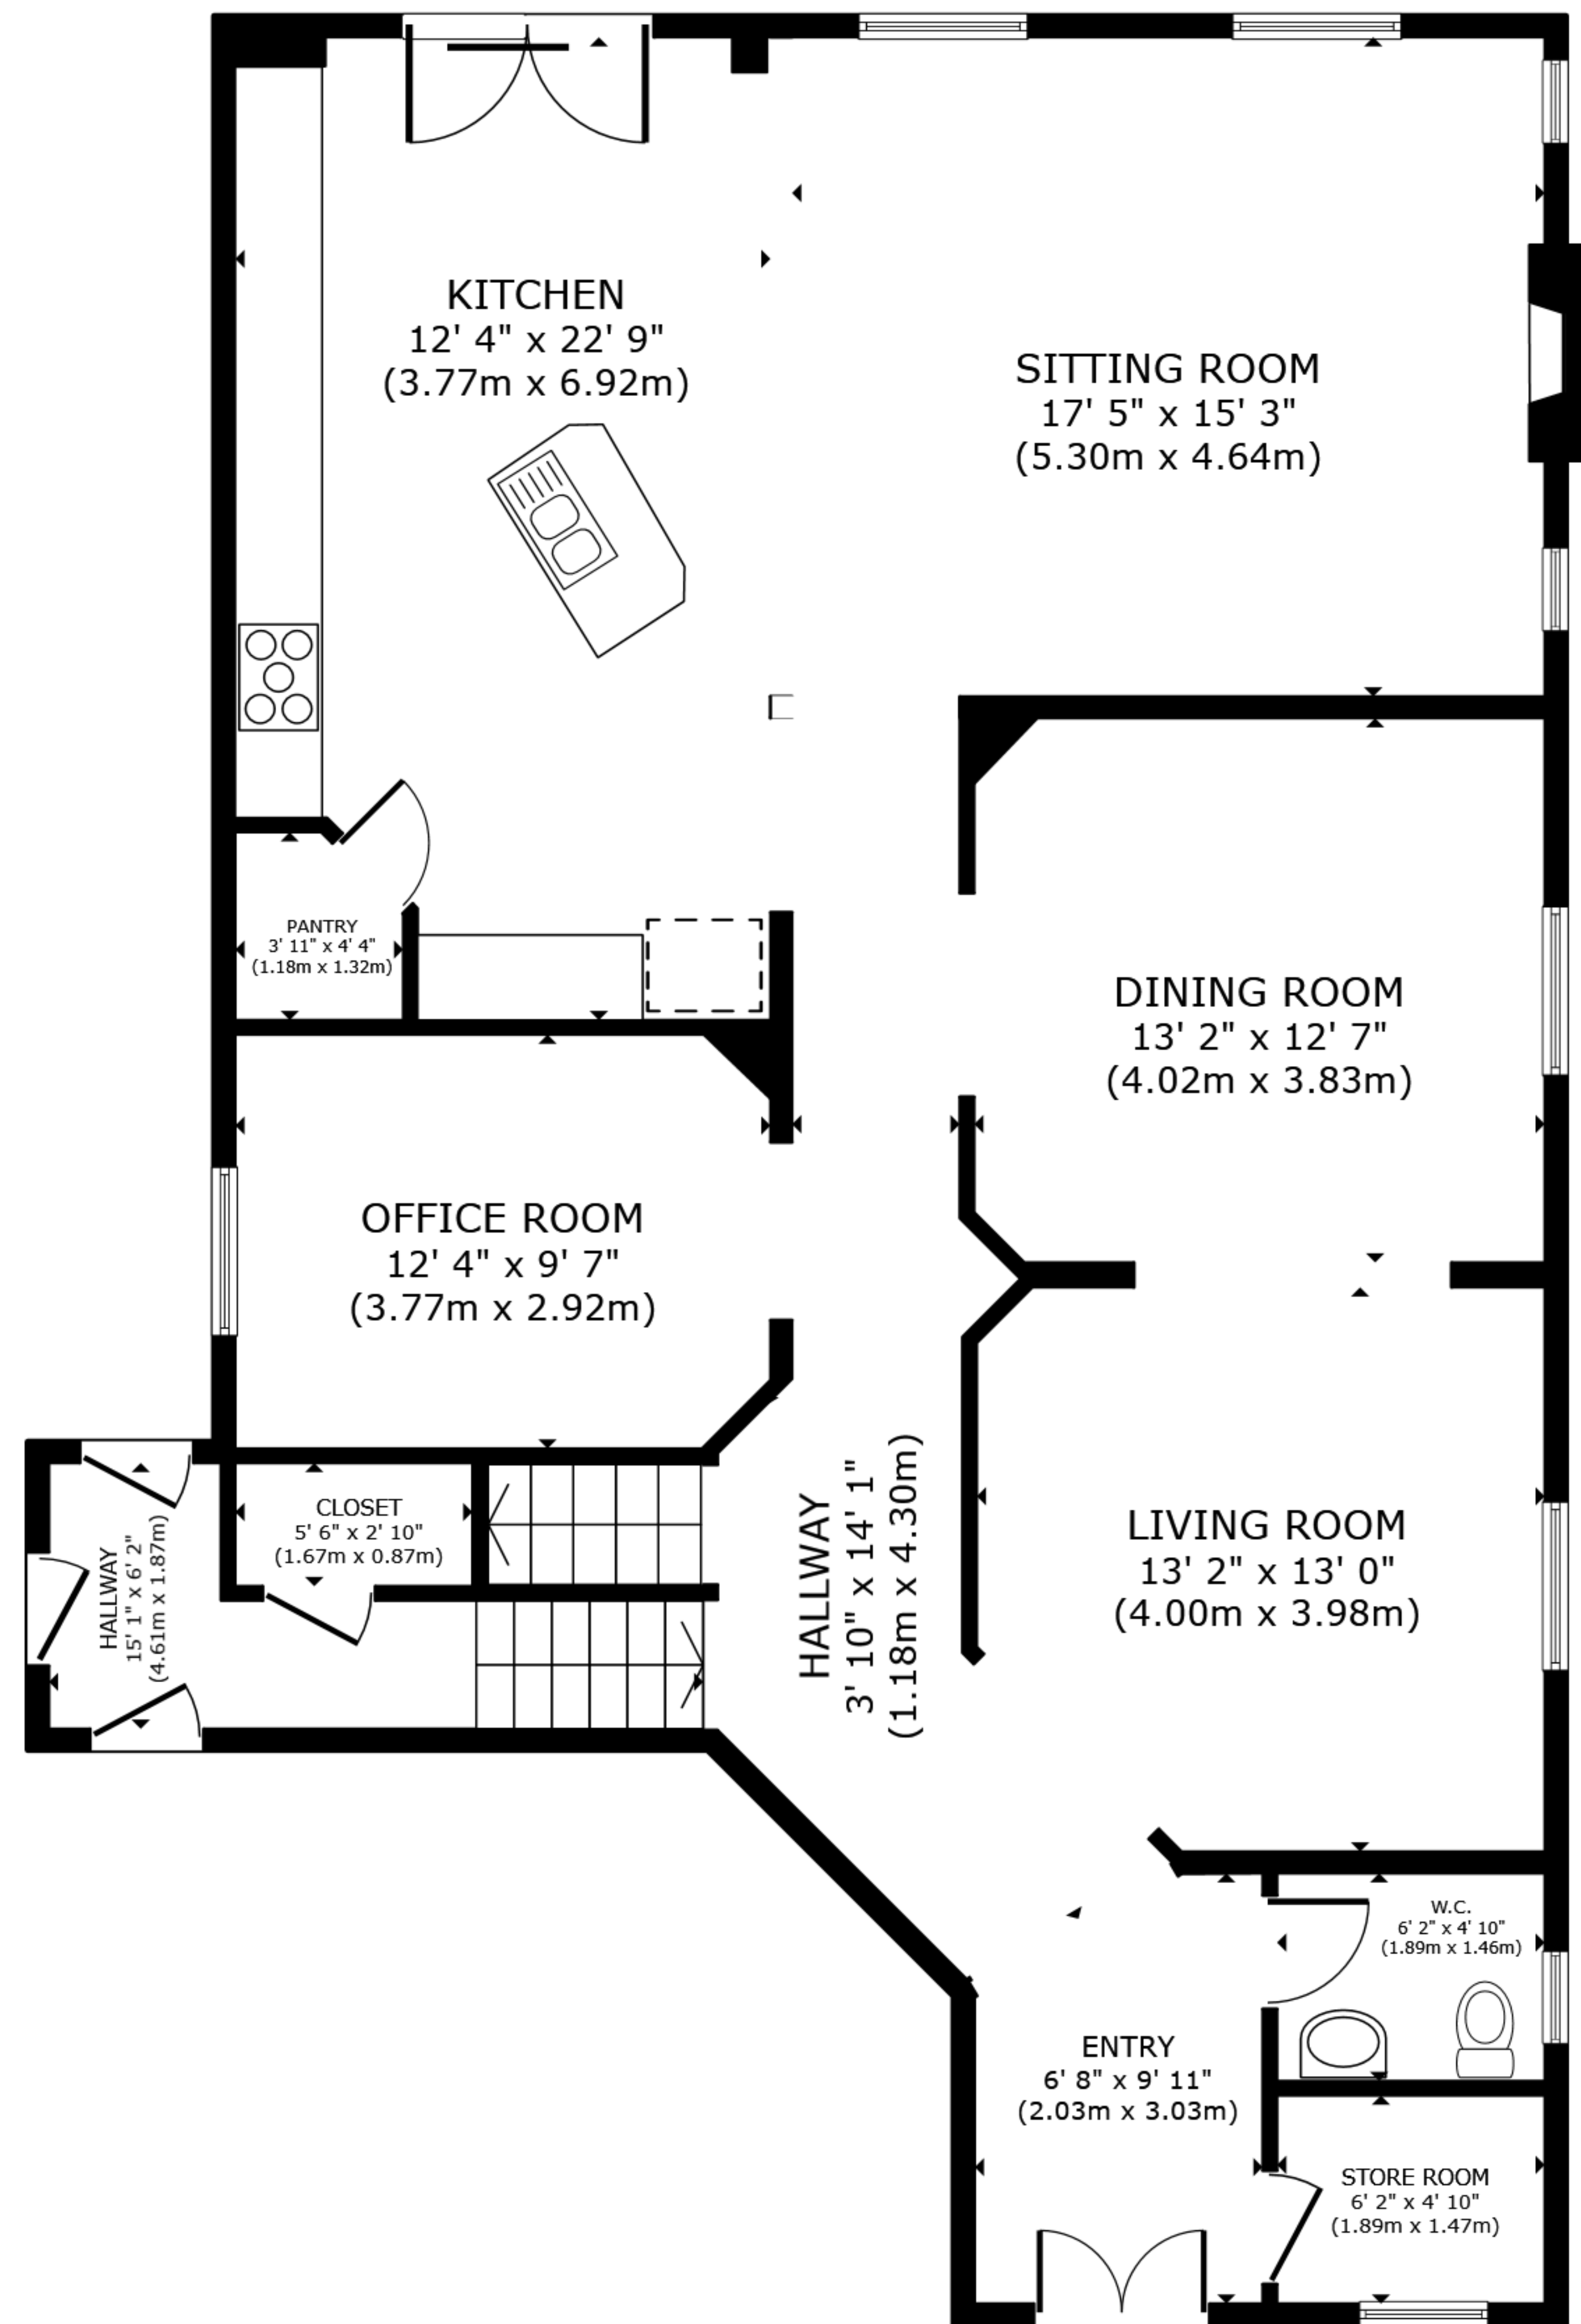 KITCHEN
12' 4" x 22' 9"
(3.77m x 6.92m)
SITTING ROOM
17' 5" x 15' 3"
(5.30m x 4.64m)
PANTRY
3' 11" x 4' 4"
(1.18m x 1.32m)
DINING ROOM
13' 2" x 12' 7"
(4.02m x 3.83m)
OFFICE ROOM
12' 4" x 9' 7"
(3.77m x 2.92m)
HALLWAY
15' 1" x 6' 2"
(4.61m x 1.87m)
CLOSET
5' 6" x 2' 10"
(1.67m x 0.87m)
HALLWAY
3' 10" x 14' 1"
(1.18m x 4.30m)
LIVING ROOM
13' 2" x 13' 0"
(4.00m x 3.98m)
W.C.
6' 2" x 4' 10"
(1.89m x 1.46m)
ENTRY
6' 8" x 9' 11"
(2.03m x 3.03m)
STORE ROOM
6' 2" x 4' 10"
(1.89m x 1.47m)